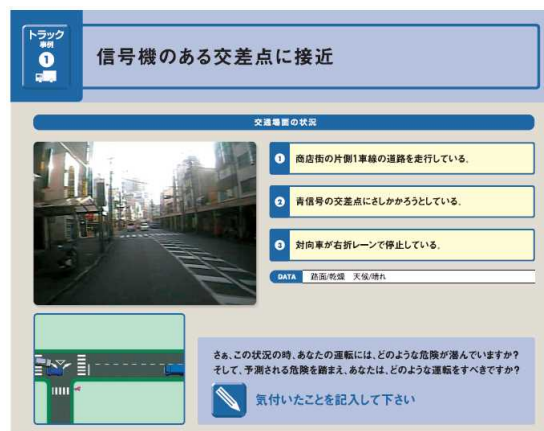 トラック
事例
1
信号機のある交差点に接近
交通場面の状況
1 商店街の片側1車線の道路を走行している。
2 青信号の交差点にさしかかろうとしている。
3 対向車が右折レーンで停止している。
DATA 路面/乾燥 天候/晴れ
さぁ、この状況の時、あなたの運転には、どのような危険が潜んでいますか?
そして、予測される危険を踏まえ、あなたは、どのような運転をすべきですか?
気付いたことを記入して下さい